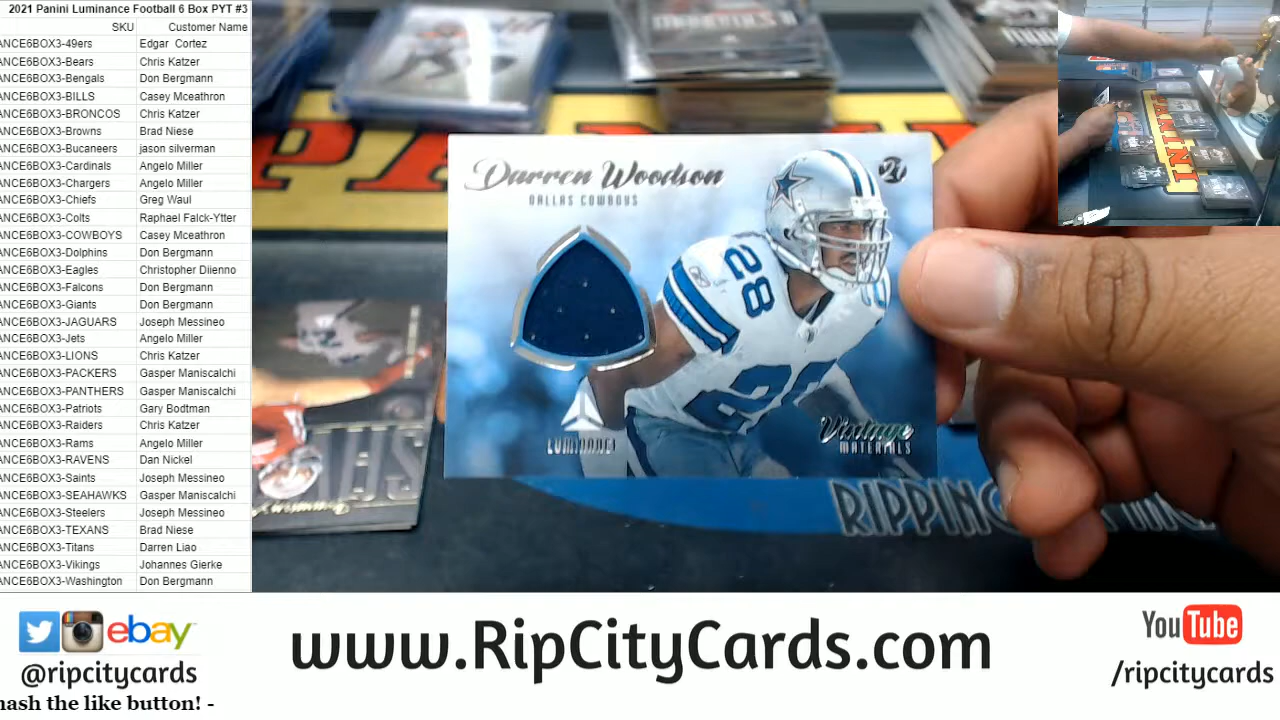 2021 Panini Luminance Football 6 Box PYT #3
SKU Customer Name
ANCE6BOX3-49ers Edgar Cortez
ANCE6BOX3-Bears Chris Katzer
ANCE6BOX3-Bengals Don Bergmann
ANCE6BOX3-BILLS Casey Mceathron
ANCE6BOX3-BRONCOS Chris Katzer
ANCE6BOX3-Browns Brad Niese
ANCE6BOX3-Bucaneers jason silverman
ANCE6BOX3-Cardinals Angelo Miller
ANCE6BOX3-Chargers Angelo Miller
ANCE6BOX3-Chiefs Greg Waul
ANCE6BOX3-Colts Raphael Falck-Ytter
ANCE6BOX3-COWBOYS Casey Mceathron
ANCE6BOX3-Dolphins Don Bergmann
ANCE6BOX3-Eagles Christopher Diienno
ANCE6BOX3-Falcons Don Bergmann
ANCE6BOX3-Giants Don Bergmann
ANCE6BOX3-JAGUARS Joseph Messineo
ANCE6BOX3-Jets Angelo Miller
ANCE6BOX3-LIONS Chris Katzer
ANCE6BOX3-PACKERS Gasper Maniscalchi
ANCE6BOX3-PANTHERS Gasper Maniscalchi
ANCE6BOX3-Patriots Gary Bodtman
ANCE6BOX3-Raiders Chris Katzer
ANCE6BOX3-Rams Angelo Miller
ANCE6BOX3-RAVENS Dan Nickel
ANCE6BOX3-Saints Joseph Messineo
ANCE6BOX3-SEAHAWKS Gasper Maniscalchi
ANCE6BOX3-Steelers Joseph Messineo
ANCE6BOX3-TEXANS Brad Niese
ANCE6BOX3-Titans Darren Liao
ANCE6BOX3-Vikings Johannes Gierke
ANCE6BOX3-Washington Don Bergmann
PANINI
Darren Woodson
DALLAS COWBOYS
28
28
LUMINANCE
Vintage
MATERIALS
RIPPING
ebay
@ripcitycards
mash the like button! -
www.RipCityCards.com
YouTube
/ripcitycards